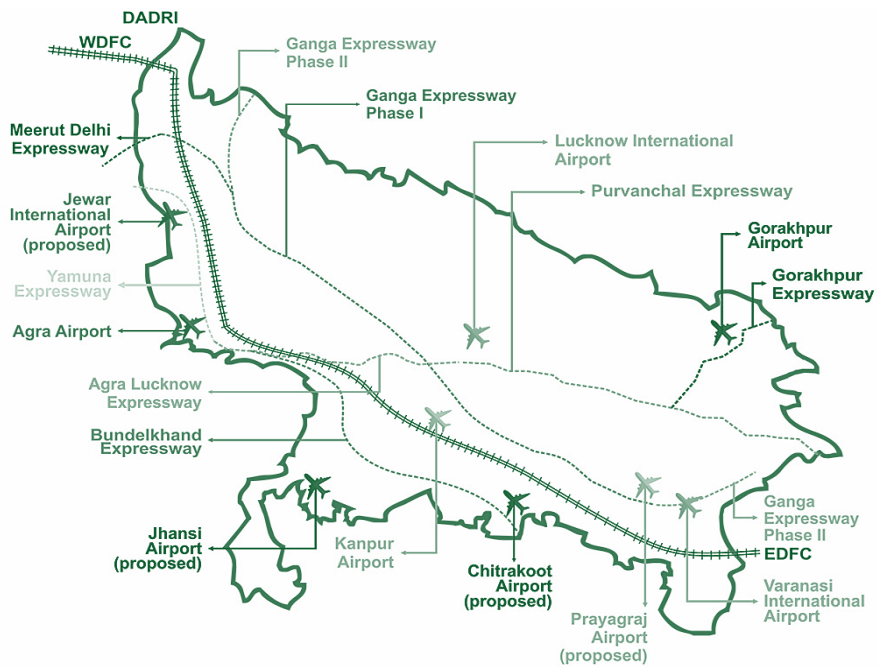 DADRI
WDFC
Ganga Expressway
Phase II
Ganga Expressway
Phase I
Meerut Delhi
Expressway
Lucknow International
Airport
Purvanchal Expressway
Jewar
International
Airport
(proposed)
Gorakhpur
Airport
Gorakhpur
Expressway
Yamuna
Expressway
Agra Airport
Agra Lucknow
Expressway
Bundelkhand
Expressway
Jhansi
Airport
(proposed)
Kanpur
Airport
Chitrakoot
Airport
(proposed)
Ganga
Expressway
Phase II
EDFC
Prayagraj
Airport
(proposed)
Varanasi
International
Airport